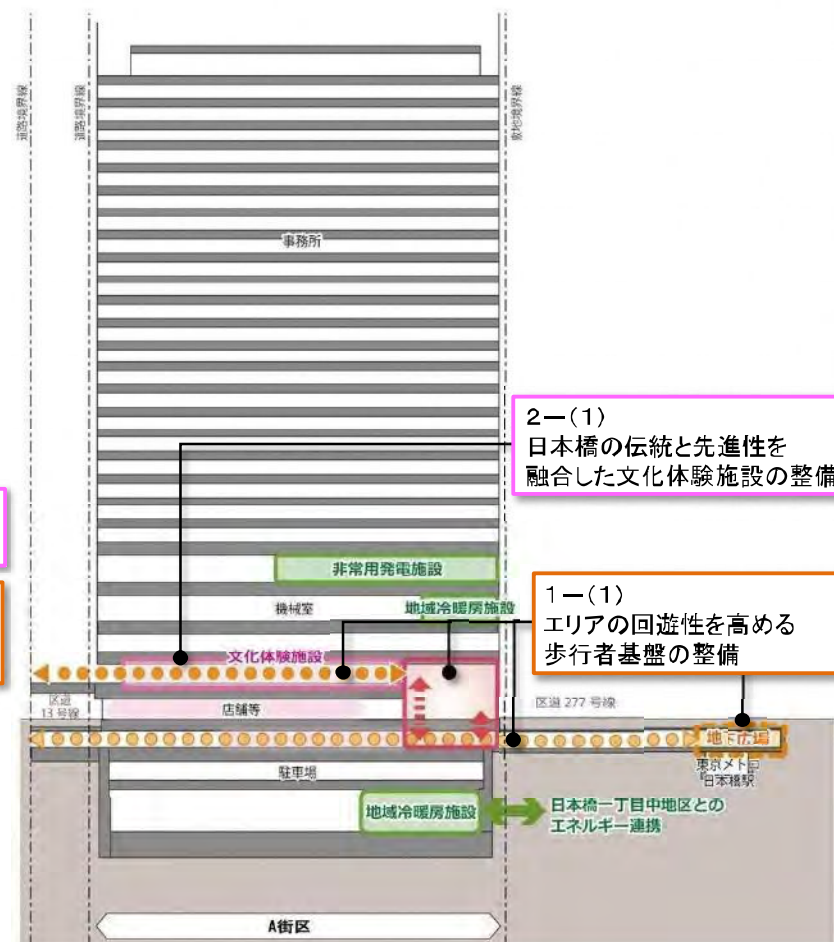 道路境界線
道路境界線
敷地境界線
事務所
2―(1)
日本橋の伝統と先進性を
融合した文化体験施設の整備
非常用発電施設
機械室
地域冷暖房施設
1―(1)
エリアの回遊性を高める
歩行者基盤の整備
文化体験施設
区道
13号線
店舗等
区道 277 号線
地下広場
東京メトロ
『日本橋駅』
駐車場
地域冷暖房施設
日本橋一丁目中地区との
エネルギー連携
A街区